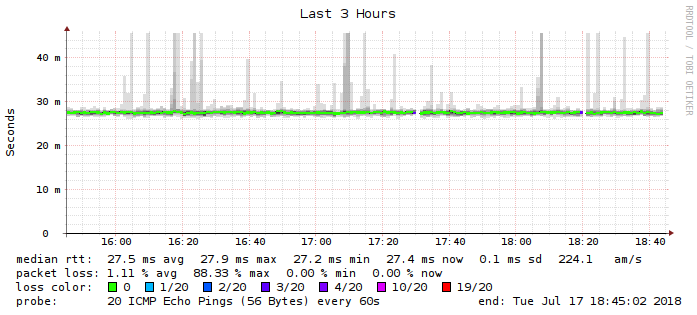 Last 3 Hours
RRDTOOL / TOBI OETIKER
Seconds
40 m
30 m
20 m
10 m
0
16:00 16:20 16:40 17:00 17:20 17:40 18:00 18:20 18:40
median rtt: 27.5 ms avg 27.9 ms max 27.2 ms min 27.4 ms now 0.1 ms sd 224.1 am/s
packet loss: 1.11 % avg 88.33 % max 0.00 % min 0.00 % now
loss color: 0 1/20 2/20 3/20 4/20 10/20 19/20
probe: 20 ICMP Echo Pings (56 Bytes) every 60s end: Tue Jul 17 18:45:02 2018